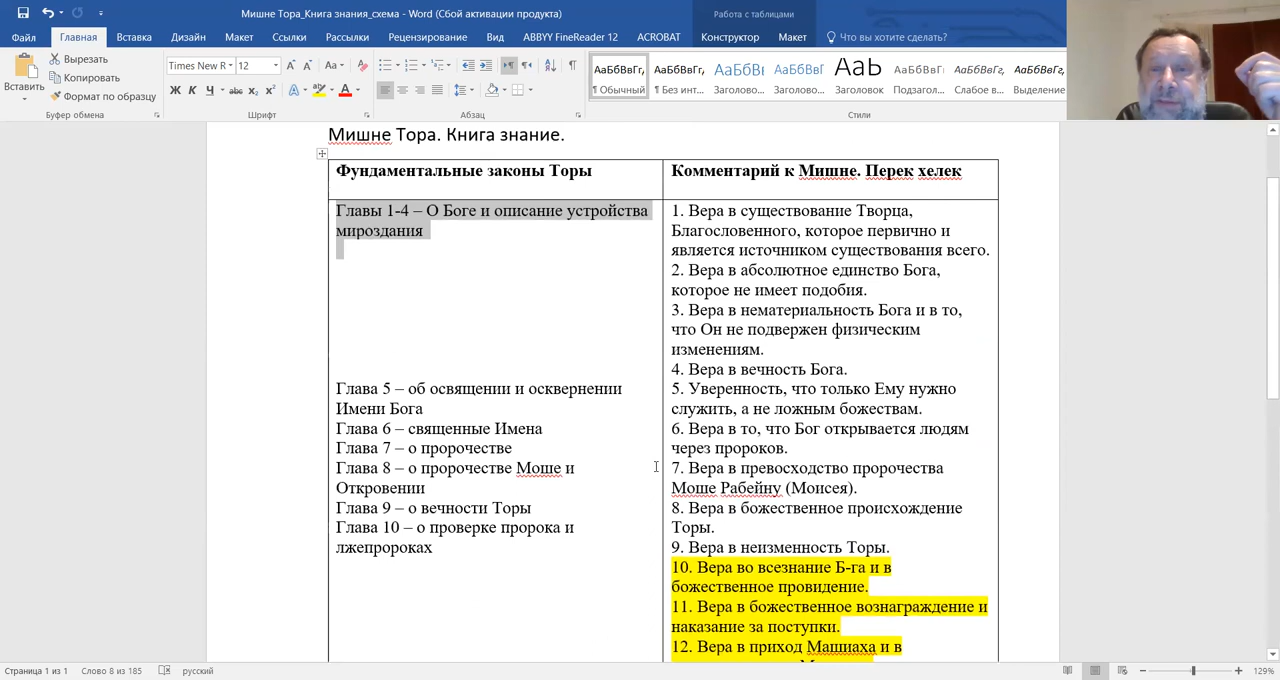 Мишне Тора_Книга знания_схема - Word (Сбой активации продукта)
Работа с таблицами
Файл
Главная
Вставка
Дизайн
Макет
Ссылки
Рассылки
Рецензирование
Вид
ABBYY FineReader 12
ACROBAT
Конструктор
Макет
Что вы хотите сделать?
Вставить
Вырезать
Копировать
Формат по образцу
Буфер обмена
Times New R
12
Aa
Ж К Ч abc x₂ x²
Шрифт
Абзац
АаБбВвГг,
¶ Обычный
АаБбВвГг,
¶ Без инт...
АаБбВвГ
Заголово...
АаБбВвГ
Заголово...
АаЬ
Заголовок
АаБбВвГ
Подзагол...
АаБбВвГг,
Слабое в...
АаБбВвГг,
Выделение
Стили
Мишне Тора. Книга знание.
Фундаментальные законы Торы
Главы 1-4 – О Боге и описание устройства
мироздания
Глава 5 – об освящении и осквернении
Имени Бога
Глава 6 – священные Имена
Глава 7 – о пророчестве
Глава 8 – о пророчестве Моше и
Откровении
Глава 9 – о вечности Торы
Глава 10 – о проверке пророка и
лжепророках
Комментарий к Мишне. Перек хелек
1. Вера в существование Творца,
Благословенного, которое первично и
является источником существования всего.
2. Вера в абсолютное единство Бога,
которое не имеет подобия.
3. Вера в нематериальность Бога и в то,
что Он не подвержен физическим
изменениям.
4. Вера в вечность Бога.
5. Уверенность, что только Ему нужно
служить, а не ложным божествам.
6. Вера в то, что Бог открывается людям
через пророков.
7. Вера в превосходство пророчества
Моше Рабейну (Моисея).
8. Вера в божественное происхождение
Торы.
9. Вера в неизменность Торы.
10. Вера во всезнание Б-га и в
божественное провидение.
11. Вера в божественное вознаграждение и
наказание за поступки.
12. Вера в приход Машиаха и в
Страница 1 из 1
Слово 8 из 185
русский
129%